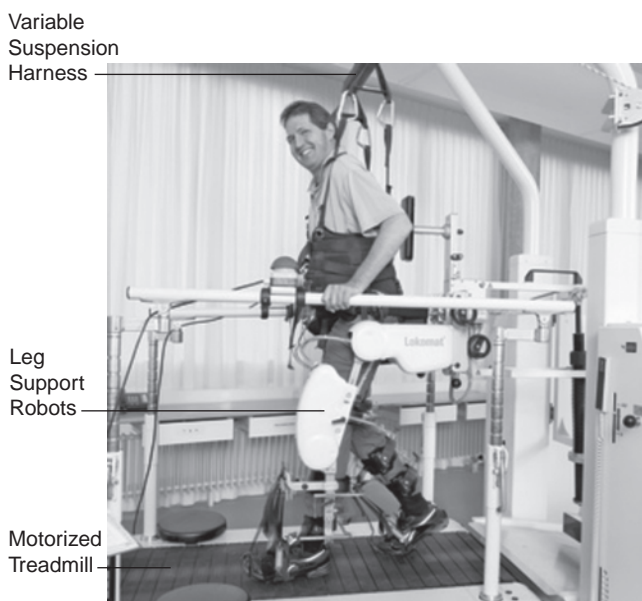 Variable
Suspension
Harness
Lokomat
Leg
Support
Robots
Motorized
Treadmill